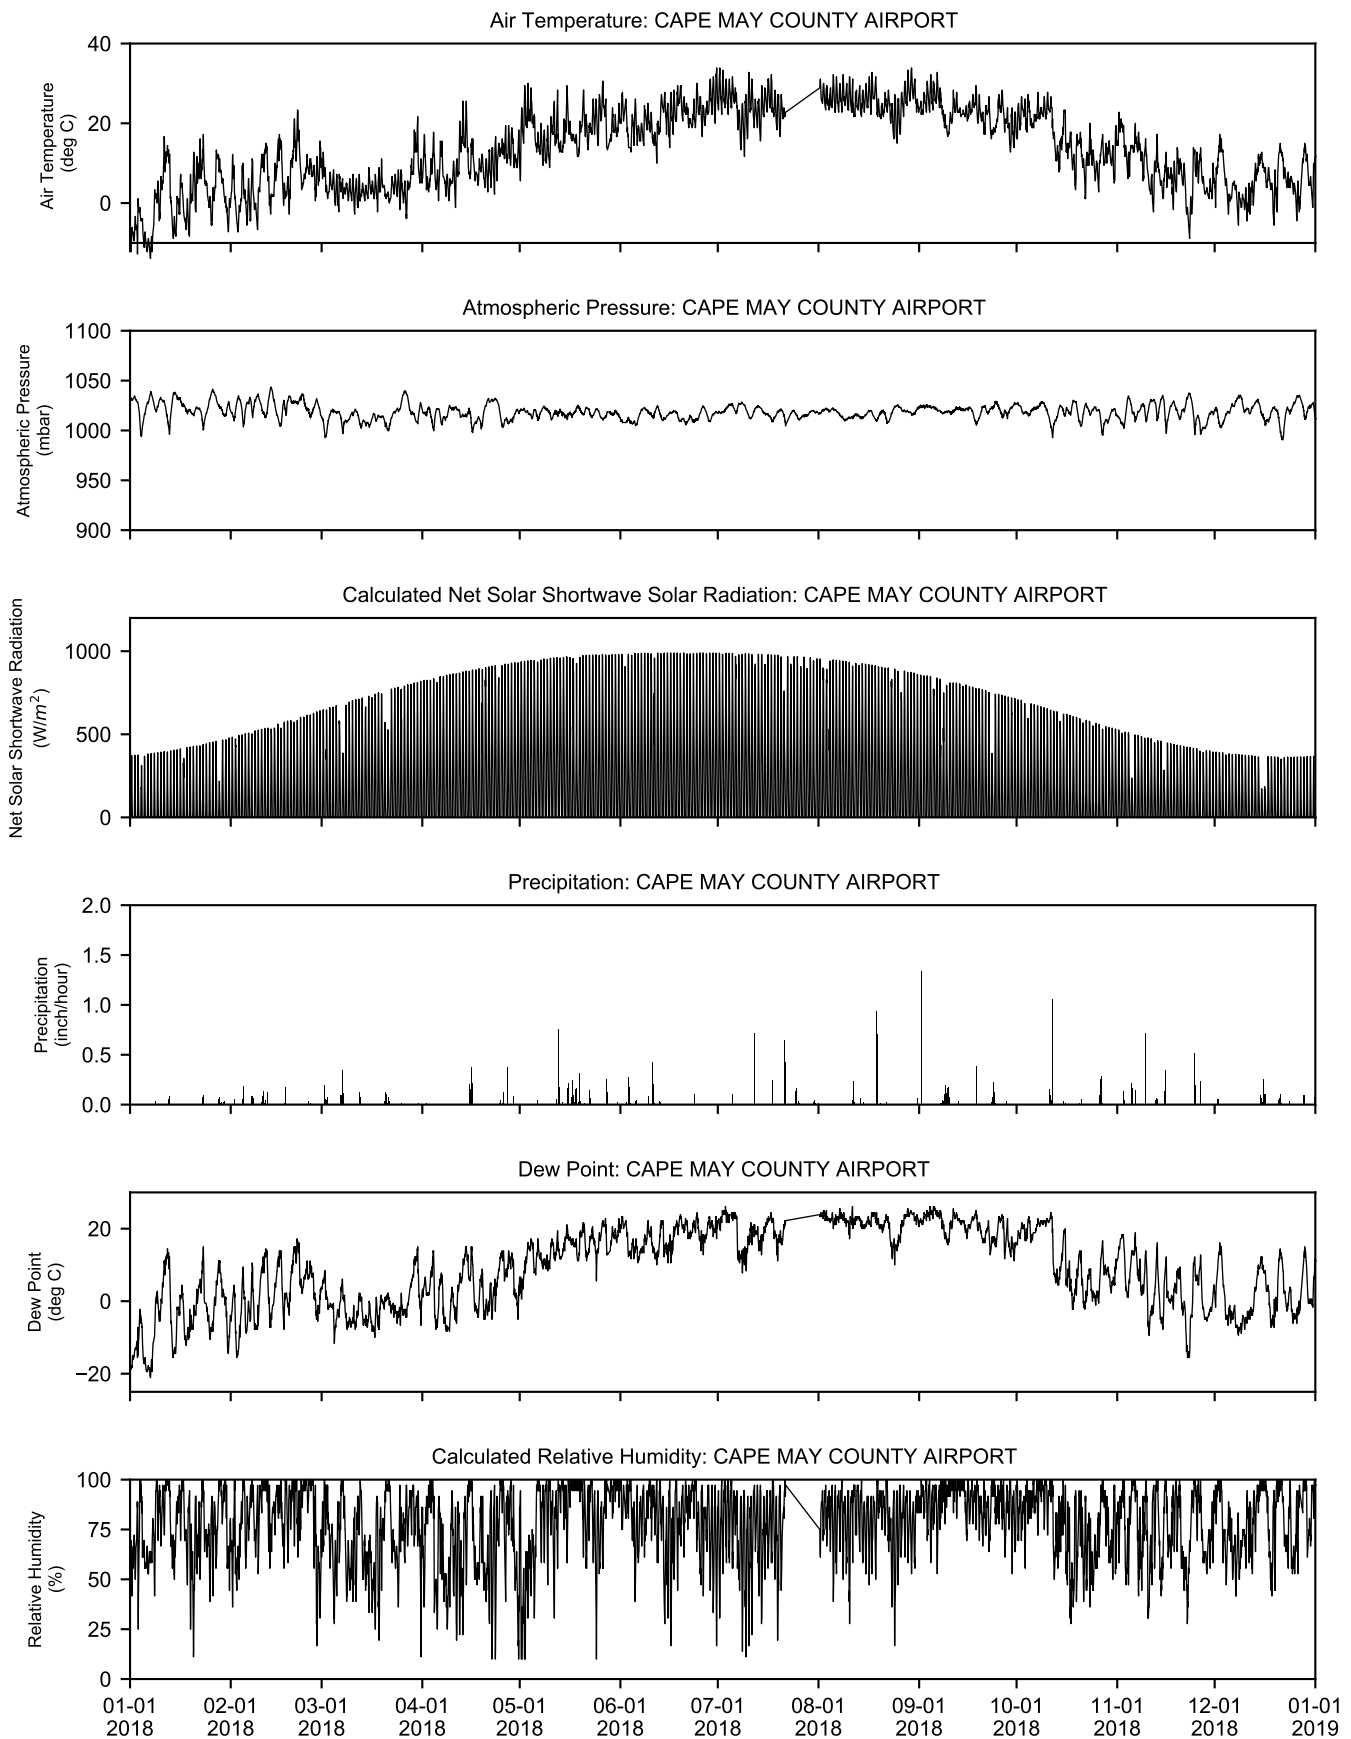 Air Temperature: CAPE MAY COUNTY AIRPORT
Air Temperature
(deg C)
40
20
0
Atmospheric Pressure: CAPE MAY COUNTY AIRPORT
Atmospheric Pressure
(mbar)
1100
1050
1000
950
900
Calculated Net Solar Shortwave Solar Radiation: CAPE MAY COUNTY AIRPORT
Net Solar Shortwave Radiation
(W/m²)
1000
500
0
Precipitation: CAPE MAY COUNTY AIRPORT
Precipitation
(inch/hour)
2.0
1.5
1.0
0.5
0.0
Dew Point: CAPE MAY COUNTY AIRPORT
Dew Point
(deg C)
20
0
−20
Calculated Relative Humidity: CAPE MAY COUNTY AIRPORT
Relative Humidity
(%)
100
75
50
25
0
01-01 02-01 03-01 04-01 05-01 06-01 07-01 08-01 09-01 10-01 11-01 12-01 01-01
2018 2018 2018 2018 2018 2018 2018 2018 2018 2018 2018 2018 2019